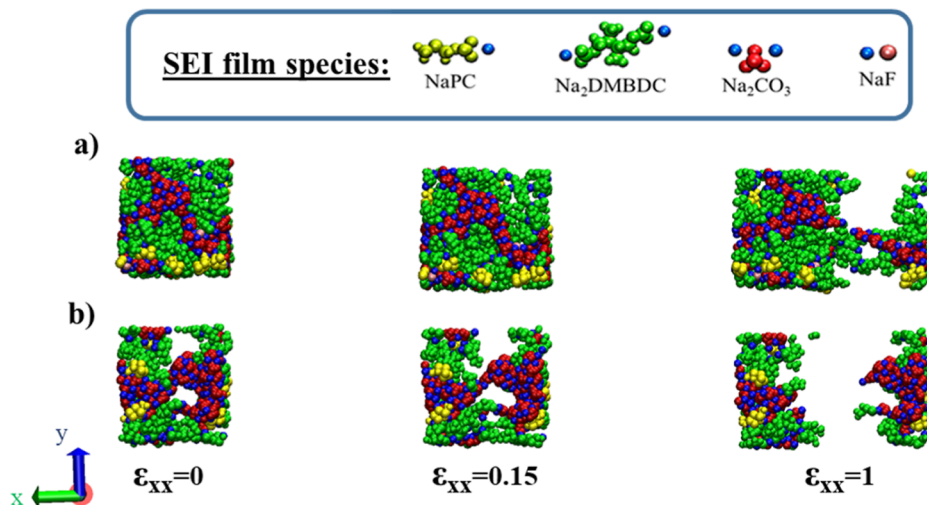 SEI film species:
NaPC
Na₂DMBDC
Na₂CO₃
NaF
a)
b)
y
x
εxx=0
εxx=0.15
εxx=1